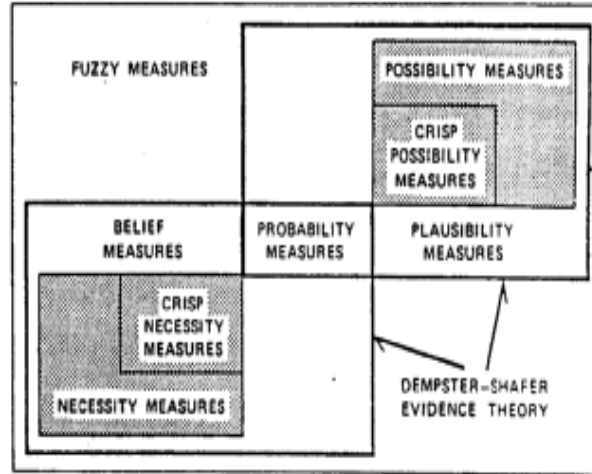 FUZZY MEASURES
POSSIBILITY MEASURES
CRISP
POSSIBILITY
MEASURES
BELIEF
MEASURES
PROBABILITY
MEASURES
PLAUSIBILITY
MEASURES
CRISP
NECESSITY
MEASURES
NECESSITY MEASURES
DEMPSTER-SHAFER
EVIDENCE THEORY